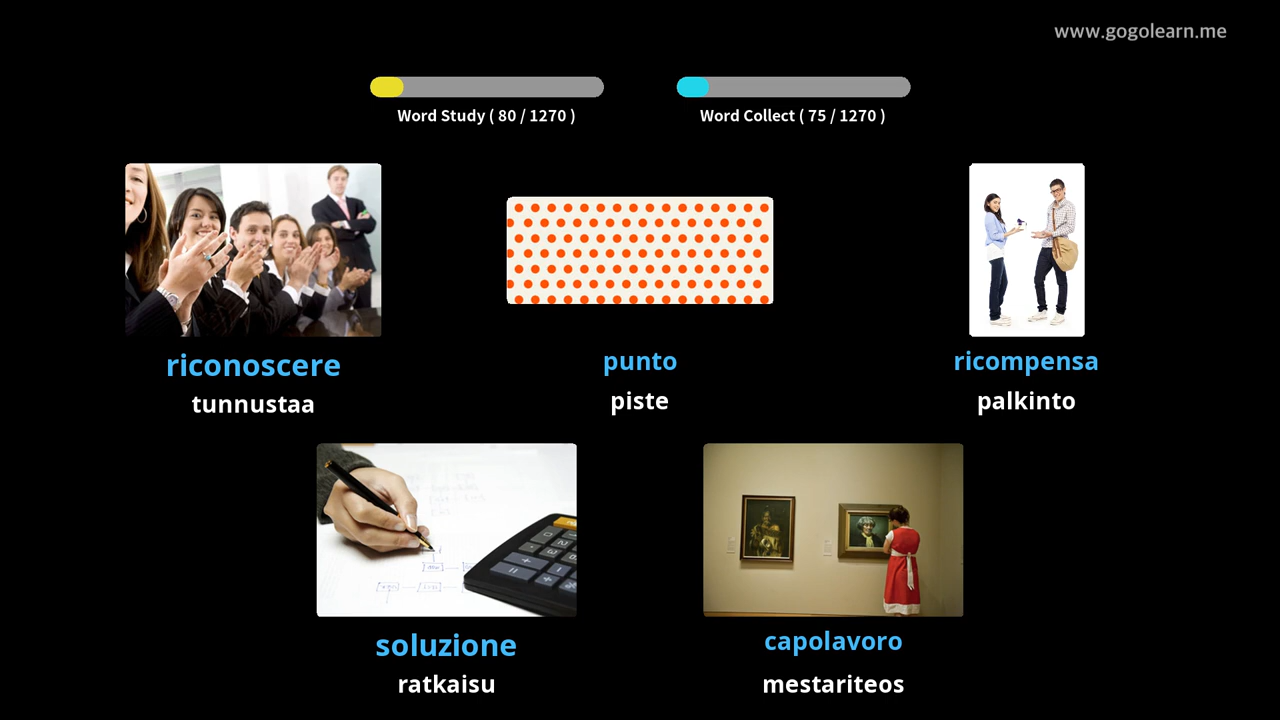 www.gogolearn.me
Word Study ( 80 / 1270 )
Word Collect ( 75 / 1270 )
riconoscere
tunnustaa
punto
piste
ricompensa
palkinto
soluzione
ratkaisu
capolavoro
mestariteos